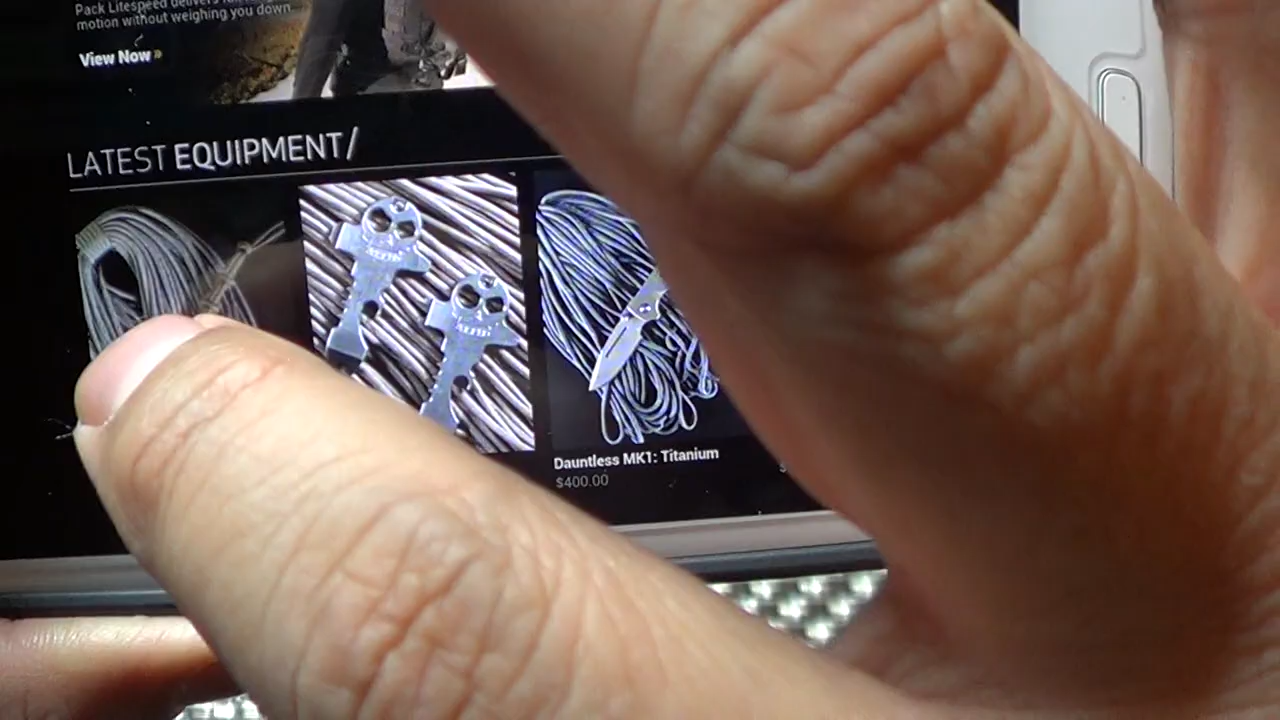 Pack Litespeed delivers
motion without weighing you down
View Now »
LATEST EQUIPMENT/
Dauntless MK1: Titanium
$400.00